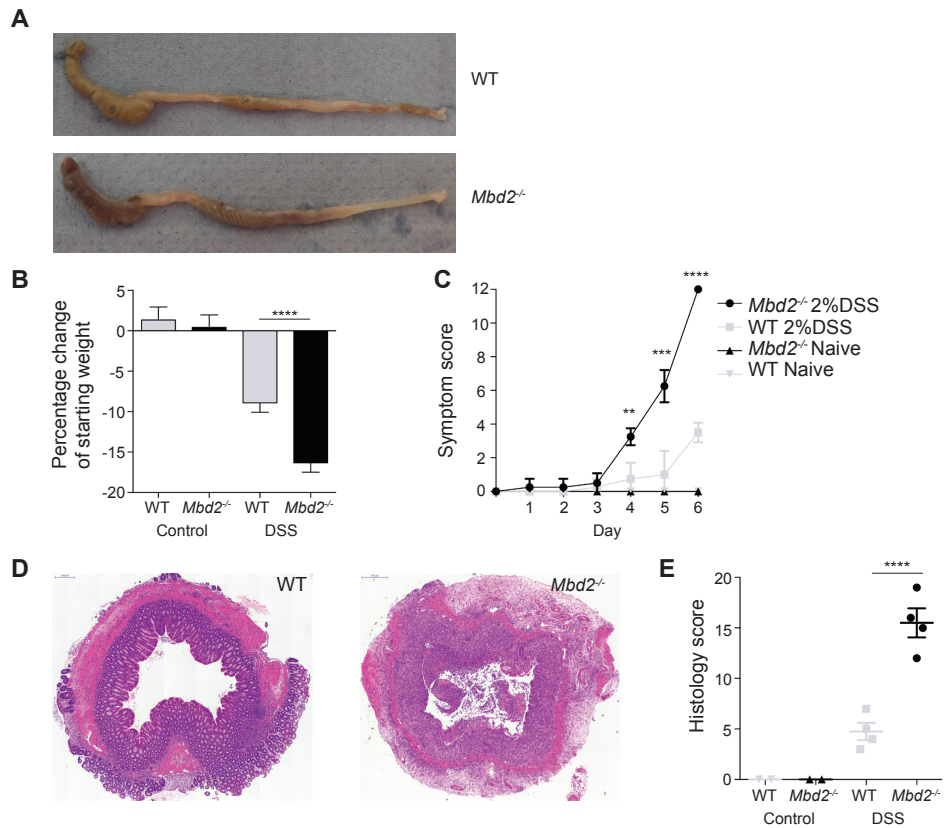 A
WT
Mbd2-/-
B
Percentage change
of starting weight
5
0
-5
-10
-15
-20
****
WT Mbd2-/- WT Mbd2-/-
Control DSS
C
Symptom score
12
10
8
6
4
2
0
**
***
****
1 2 3 4 5 6
Day
Mbd2-/- 2%DSS
WT 2%DSS
Mbd2-/- Naive
WT Naive
D
WT
Mbd2-/-
E
Histology score
20
15
10
5
0
****
WT Mbd2-/- WT Mbd2-/-
Control DSS